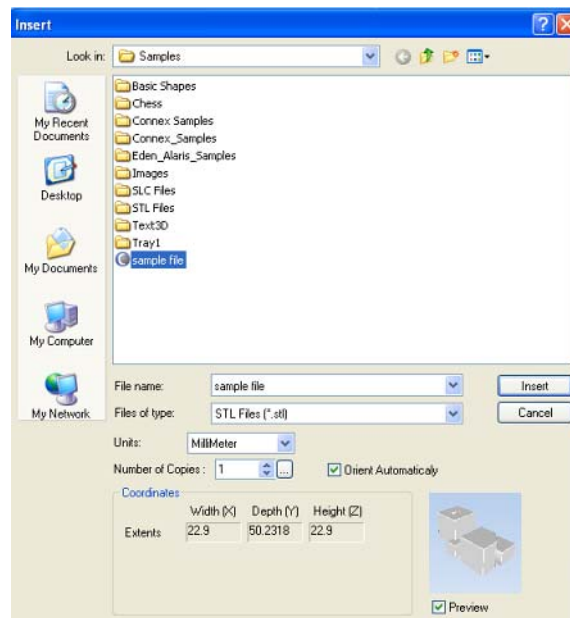 Insert
Look in: Samples
My Recent Documents
Desktop
My Documents
My Computer
My Network
Basic Shapes
Chess
Connex Samples
Connex_Samples
Eden_Alaris_Samples
Images
SLC Files
STL Files
Text3D
Tray1
sample file
File name: sample file Insert
Files of type: STL Files (*.stl) Cancel
Units: MilliMeter
Number of Copies : 1 ... Orient Automaticaly
Coordinates
Width (X) Depth (Y) Height (Z)
Extents 22.9 50.2318 22.9
Preview